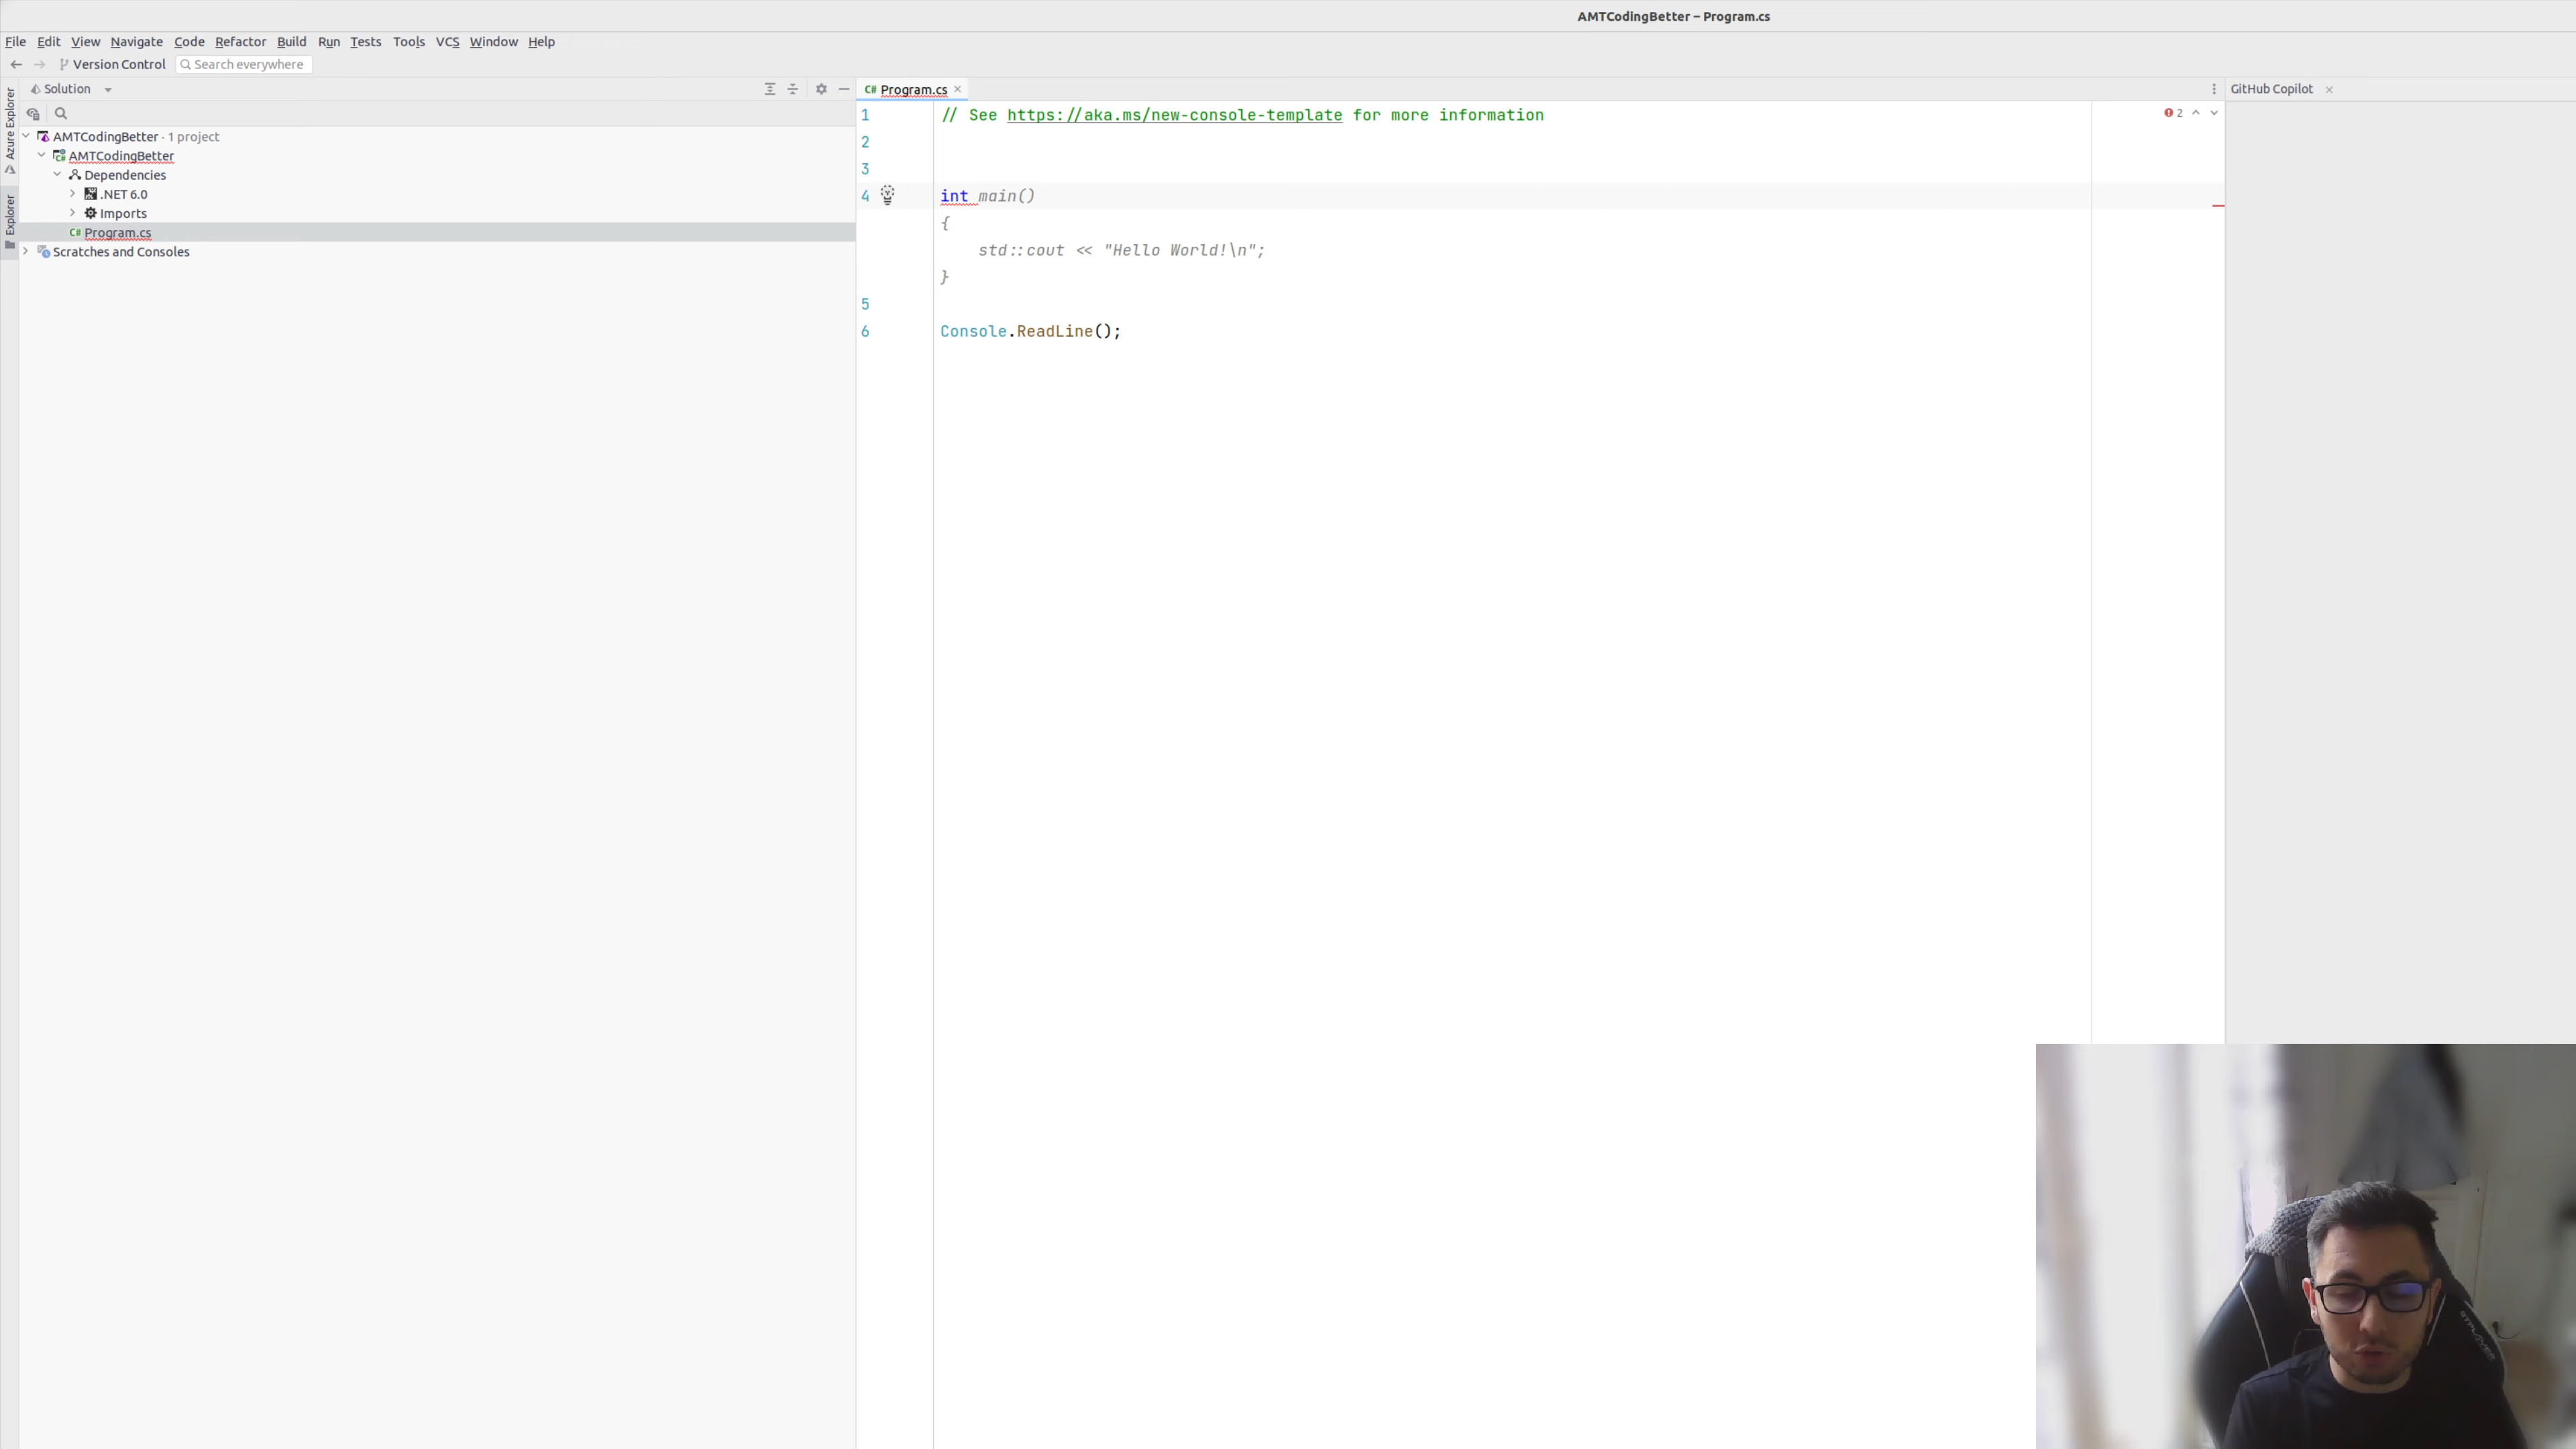 AMTCodingBetter – Program.cs
File Edit View Navigate Code Refactor Build Run Tests Tools VCS Window Help
Version Control Search everywhere
Azure Explorer
Explorer
Solution
AMTCodingBetter · 1 project
AMTCodingBetter
Dependencies
.NET 6.0
Imports
C# Program.cs
Scratches and Consoles
C# Program.cs
1 // See https://aka.ms/new-console-template for more information
2
3
4 int main()
{
std::cout << "Hello World!\n";
}
5
6 Console.ReadLine();
2
GitHub Copilot